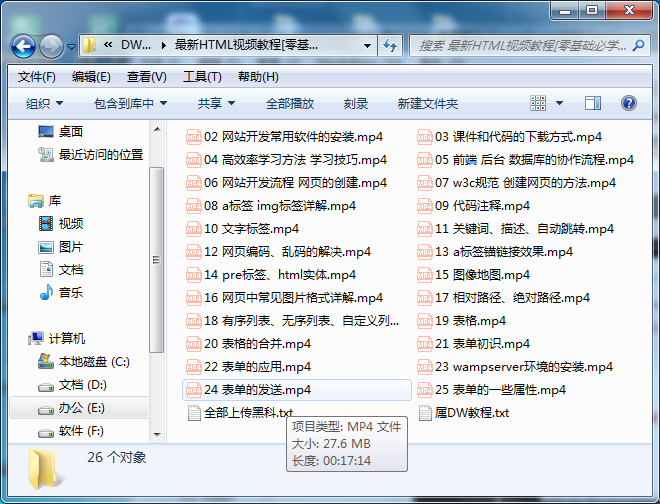 « DW... ▸ 最新HTML视频教程[零基...
搜索 最新HTML视频教程[零基础必学...
文件(F) 编辑(E) 查看(V) 工具(T) 帮助(H)
组织 包含到库中 共享 全部播放 刻录 新建文件夹
桌面
最近访问的位置
库
视频
图片
文档
音乐
计算机
本地磁盘 (C:)
文档 (D:)
办公 (E:)
软件 (F:)
02 网站开发常用软件的安装.mp4
03 课件和代码的下载方式.mp4
04 高效率学习方法 学习技巧.mp4
05 前端 后台 数据库的协作流程.mp4
06 网站开发流程 网页的创建.mp4
07 w3c规范 创建网页的方法.mp4
08 a标签 img标签详解.mp4
09 代码注释.mp4
10 文字标签.mp4
11 关键词、描述、自动跳转.mp4
12 网页编码、乱码的解决.mp4
13 a标签锚链接效果.mp4
14 pre标签、html实体.mp4
15 图像地图.mp4
16 网页中常见图片格式详解.mp4
17 相对路径、绝对路径.mp4
18 有序列表、无序列表、自定义列...
19 表格.mp4
20 表格的合并.mp4
21 表单初识.mp4
22 表单的应用.mp4
23 wampserver环境的安装.mp4
24 表单的发送.mp4
25 表单的一些属性.mp4
全部上传黑科.txt
属DW教程.txt
项目类型: MP4 文件
大小: 27.6 MB
长度: 00:17:14
26 个对象